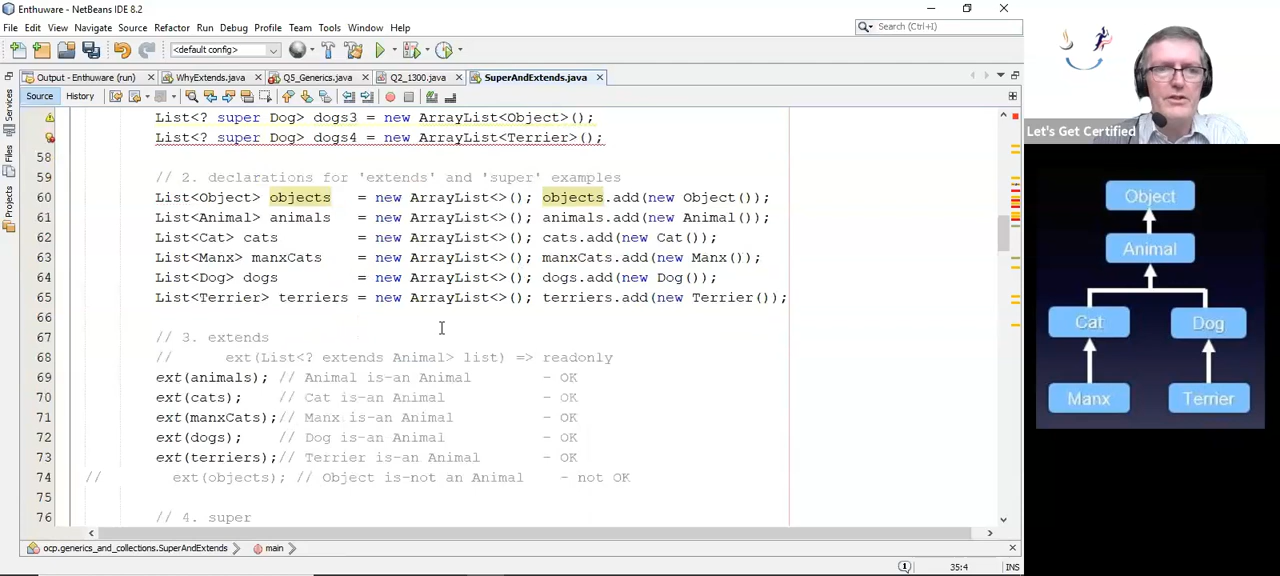 Enthuware - NetBeans IDE 8.2
File Edit View Navigate Source Refactor Run Debug Profile Team Tools Window Help
Search (Ctrl+I)
<default config>
Output - Enthuware (run) WhyExtends.java Q5_Generics.java Q2_1300.java SuperAndExtends.java
Source History
Services
Files
Projects
List<? super Dog> dogs3 = new ArrayList<Object>();
List<? super Dog> dogs4 = new ArrayList<Terrier>();
58
59 // 2. declarations for 'extends' and 'super' examples
60 List<Object> objects = new ArrayList<>(); objects.add(new Object());
61 List<Animal> animals = new ArrayList<>(); animals.add(new Animal());
62 List<Cat> cats = new ArrayList<>(); cats.add(new Cat());
63 List<Manx> manxCats = new ArrayList<>(); manxCats.add(new Manx());
64 List<Dog> dogs = new ArrayList<>(); dogs.add(new Dog());
65 List<Terrier> terriers = new ArrayList<>(); terriers.add(new Terrier());
66
67 // 3. extends
68 // ext(List<? extends Animal> list) => readonly
69 ext(animals); // Animal is-an Animal - OK
70 ext(cats); // Cat is-an Animal - OK
71 ext(manxCats);// Manx is-an Animal - OK
72 ext(dogs); // Dog is-an Animal - OK
73 ext(terriers);// Terrier is-an Animal - OK
74 // ext(objects); // Object is-not an Animal - not OK
75
76 // 4. super
ocp.generics_and_collections.SuperAndExtends main
1 35:4 INS
Let's Get Certified
Object
Animal
Cat Dog
Manx Terrier